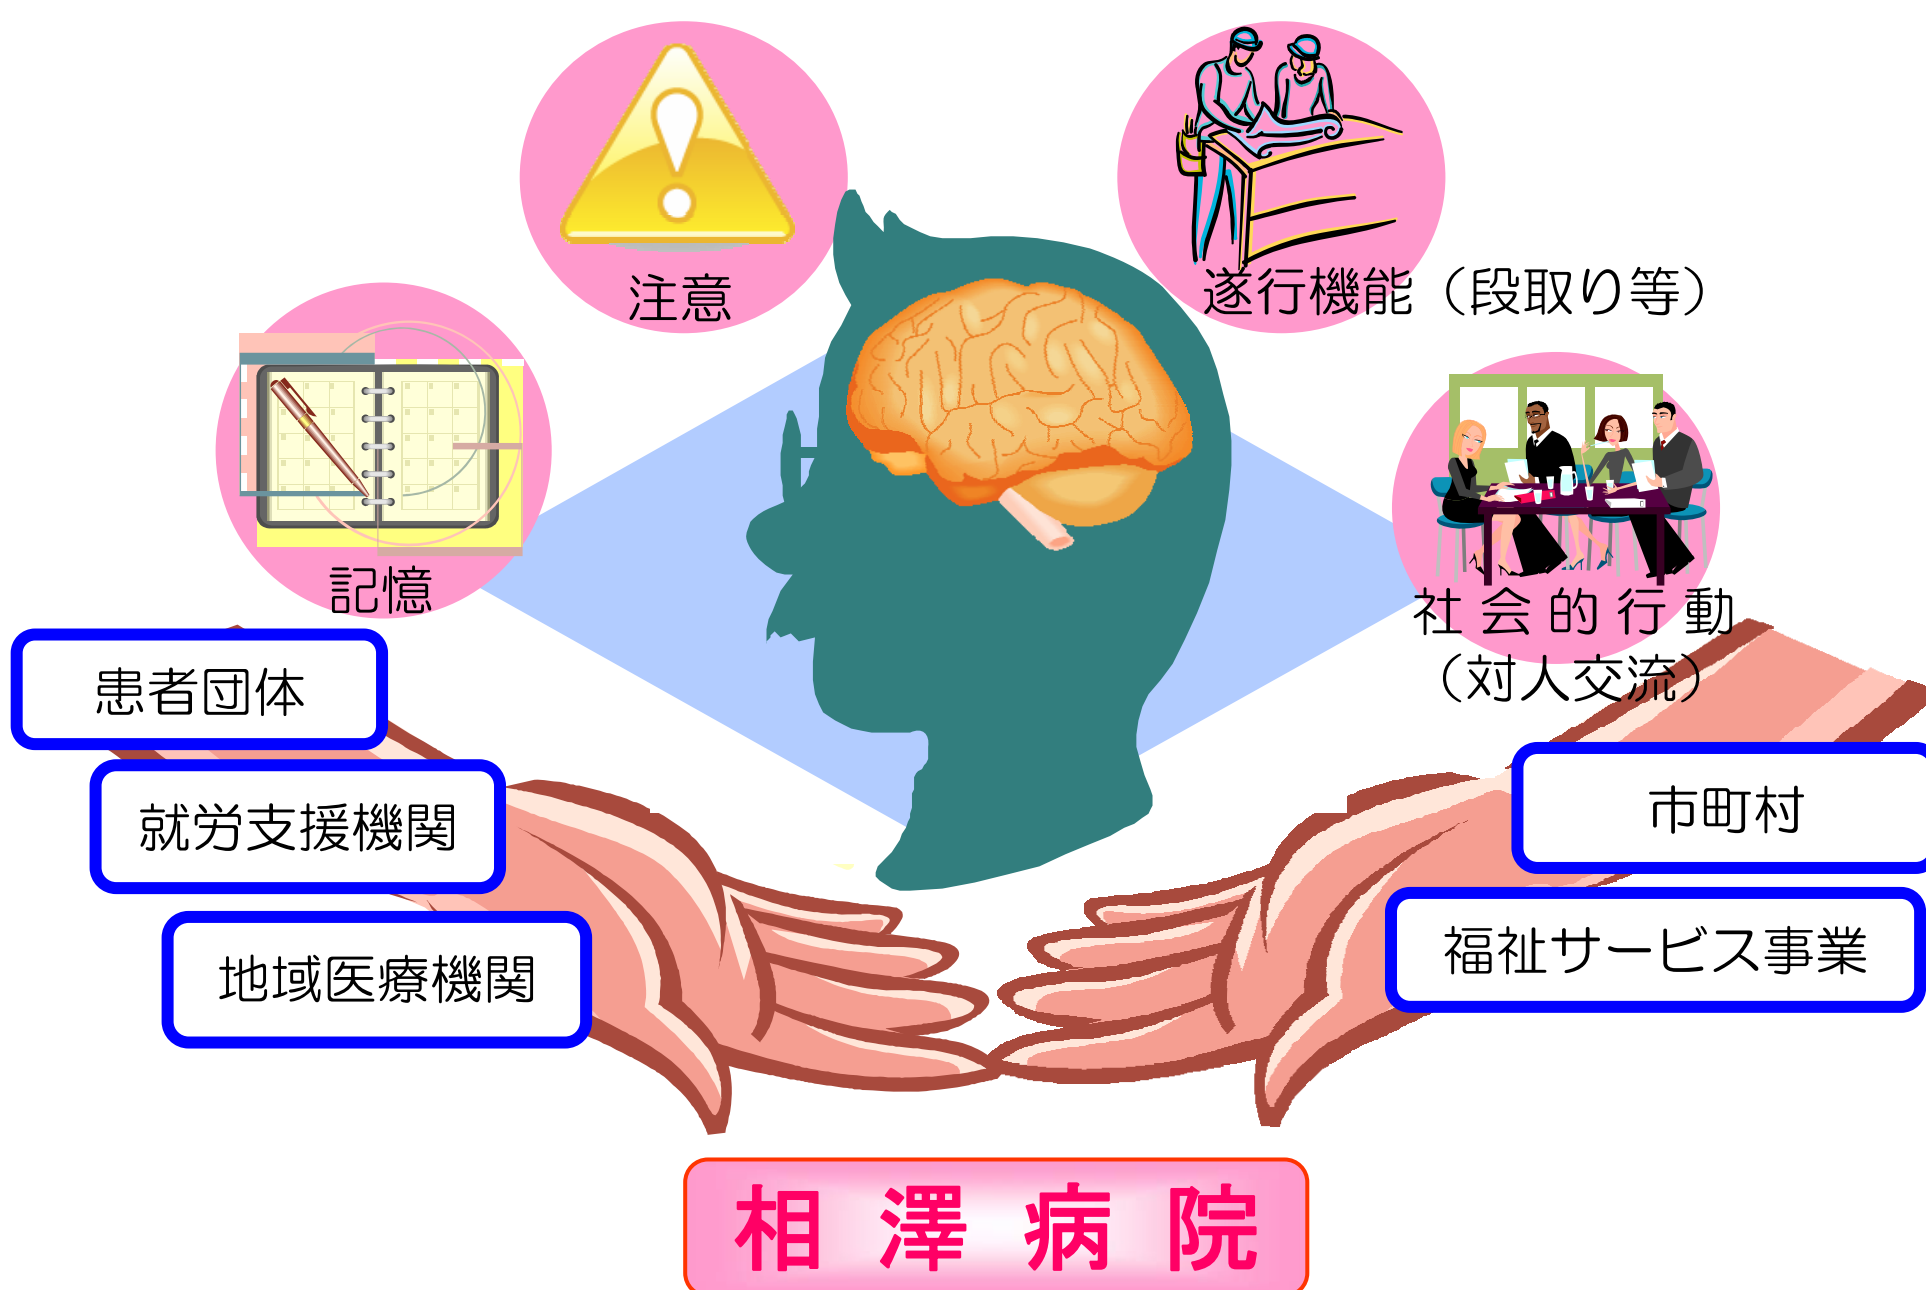 注意
遂行機能（段取り等）
記憶
社会的行動
（対人交流）
患者団体
就労支援機関
地域医療機関
市町村
福祉サービス事業
相澤病院